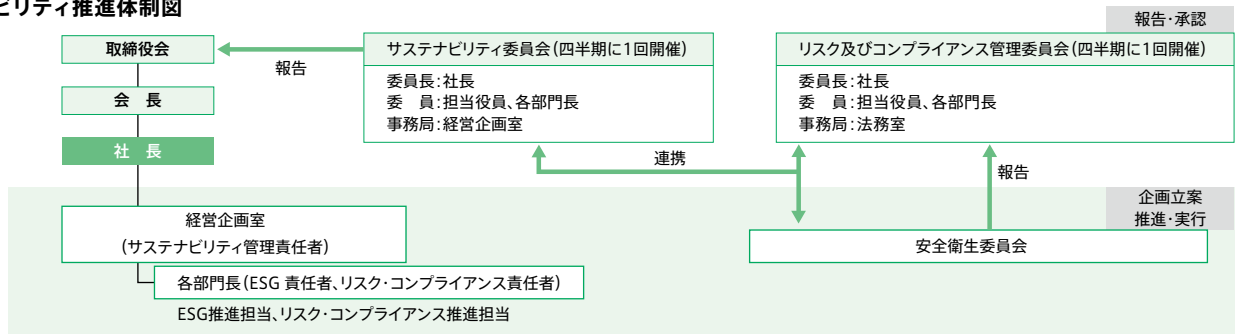 ビリティ推進体制図
報告・承認
取締役会
報告
サステナビリティ委員会(四半期に1回開催)
委員長:社長
委　員:担当役員、各部門長
事務局:経営企画室
リスク及びコンプライアンス管理委員会(四半期に1回開催)
委員長:社長
委　員:担当役員、各部門長
事務局:法務室
会　長
社　長
連携
報告
企画立案
推進・実行
経営企画室
(サステナビリティ管理責任者)
安全衛生委員会
各部門長(ESG 責任者、リスク・コンプライアンス責任者)
ESG推進担当、リスク・コンプライアンス推進担当